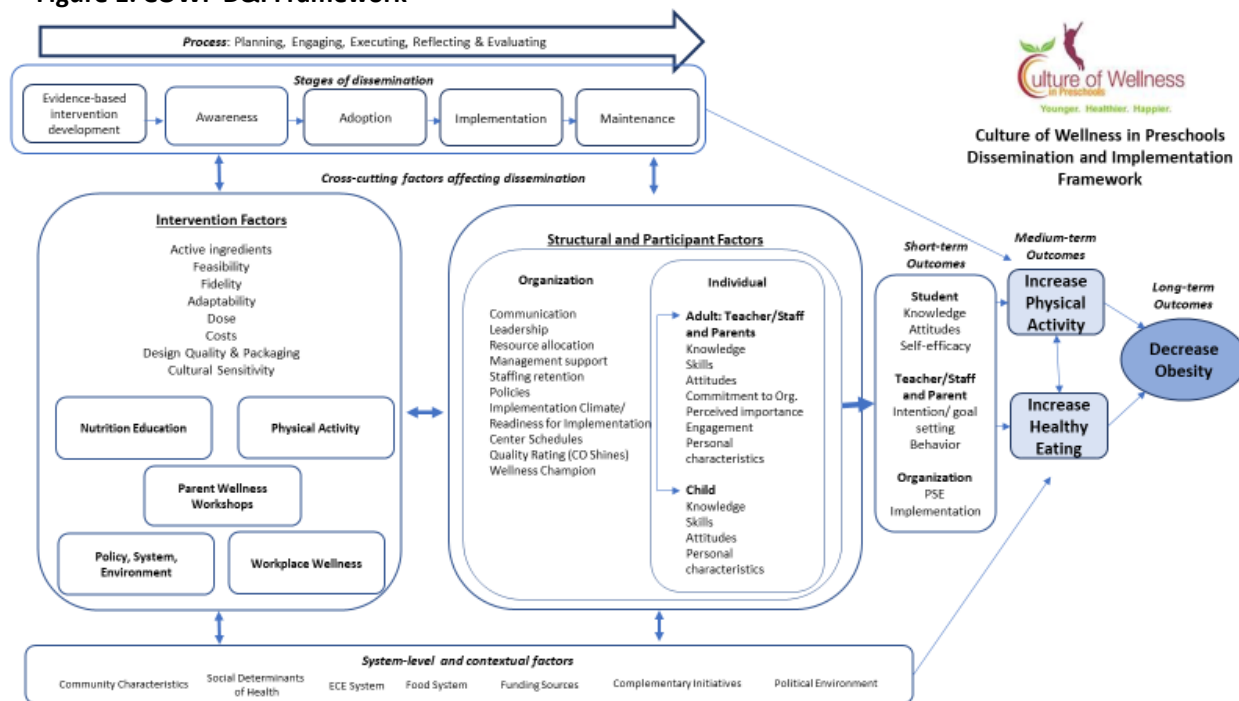 Process: Planning, Engaging, Executing, Reflecting & Evaluating
Stages of dissemination
Evidence-based
intervention
development
Awareness
Adoption
Implementation
Maintenance
Culture of Wellness
in Preschools
Younger. Healthier. Happier.
Culture of Wellness in Preschools
Dissemination and Implementation
Framework
Cross-cutting factors affecting dissemination
Intervention Factors
Active ingredients
Feasibility
Fidelity
Adaptability
Dose
Costs
Design Quality & Packaging
Cultural Sensitivity
Nutrition Education
Physical Activity
Parent Wellness
Workshops
Policy, System,
Environment
Workplace Wellness
Structural and Participant Factors
Organization
Communication
Leadership
Resource allocation
Management support
Staffing retention
Policies
Implementation Climate/
Readiness for Implementation
Center Schedules
Quality Rating (CO Shines)
Wellness Champion
Individual
Adult: Teacher/Staff
and Parents
Knowledge
Skills
Attitudes
Commitment to Org.
Perceived importance
Engagement
Personal
characteristics
Child
Knowledge
Skills
Attitudes
Personal
characteristics
Short-term
Outcomes
Student
Knowledge
Attitudes
Self-efficacy
Teacher/Staff
and Parent
Intention/ goal
setting
Behavior
Organization
PSE
Implementation
Medium-term
Outcomes
Increase
Physical
Activity
Increase
Healthy
Eating
Long-term
Outcomes
Decrease
Obesity
System-level and contextual factors
Community Characteristics
Social Determinants
of Health
ECE System
Food System
Funding Sources
Complementary Initiatives
Political Environment